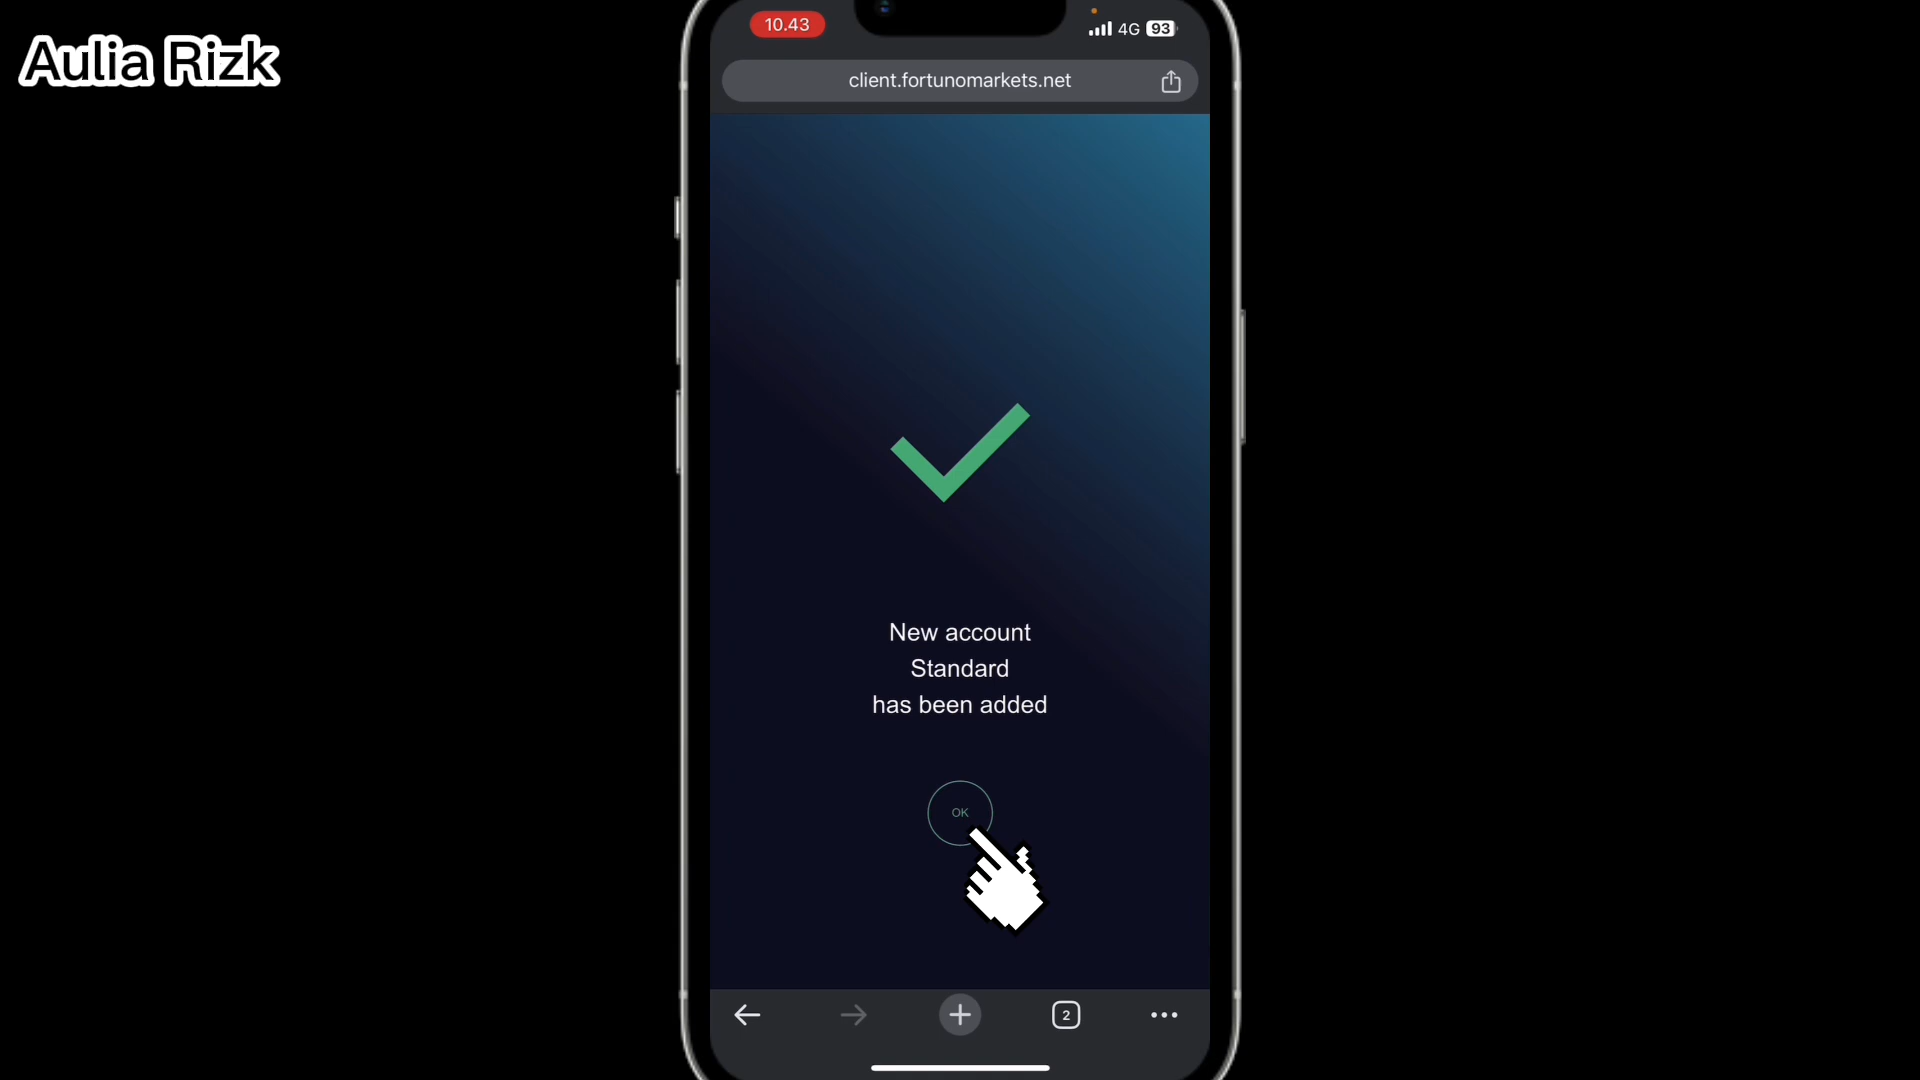 Aulia Rizk
10.43
4G 93
client.fortunomarkets.net
New account
Standard
has been added
OK
2